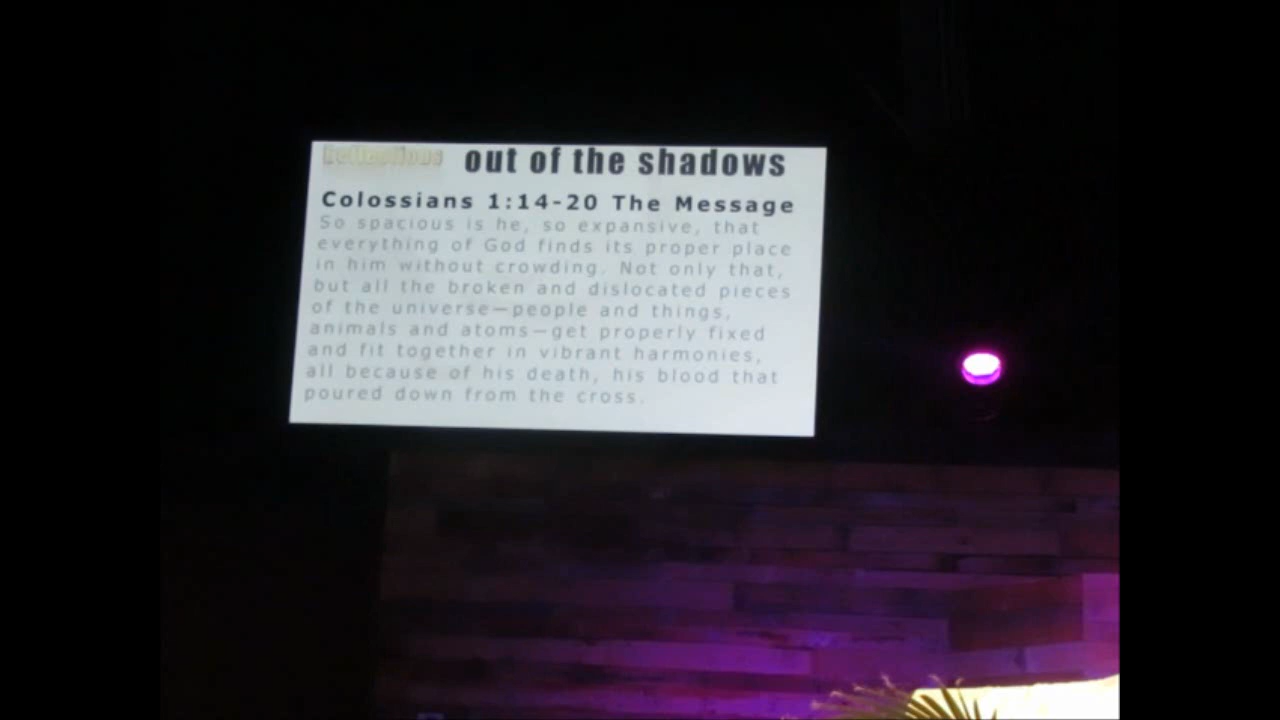 Reflections out of the shadows
Colossians 1:14-20 The Message
So spacious is he, so expansive, that
everything of God finds its proper place
in him without crowding. Not only that,
but all the broken and dislocated pieces
of the universe—people and things,
animals and atoms—get properly fixed
and fit together in vibrant harmonies,
all because of his death, his blood that
poured down from the cross.